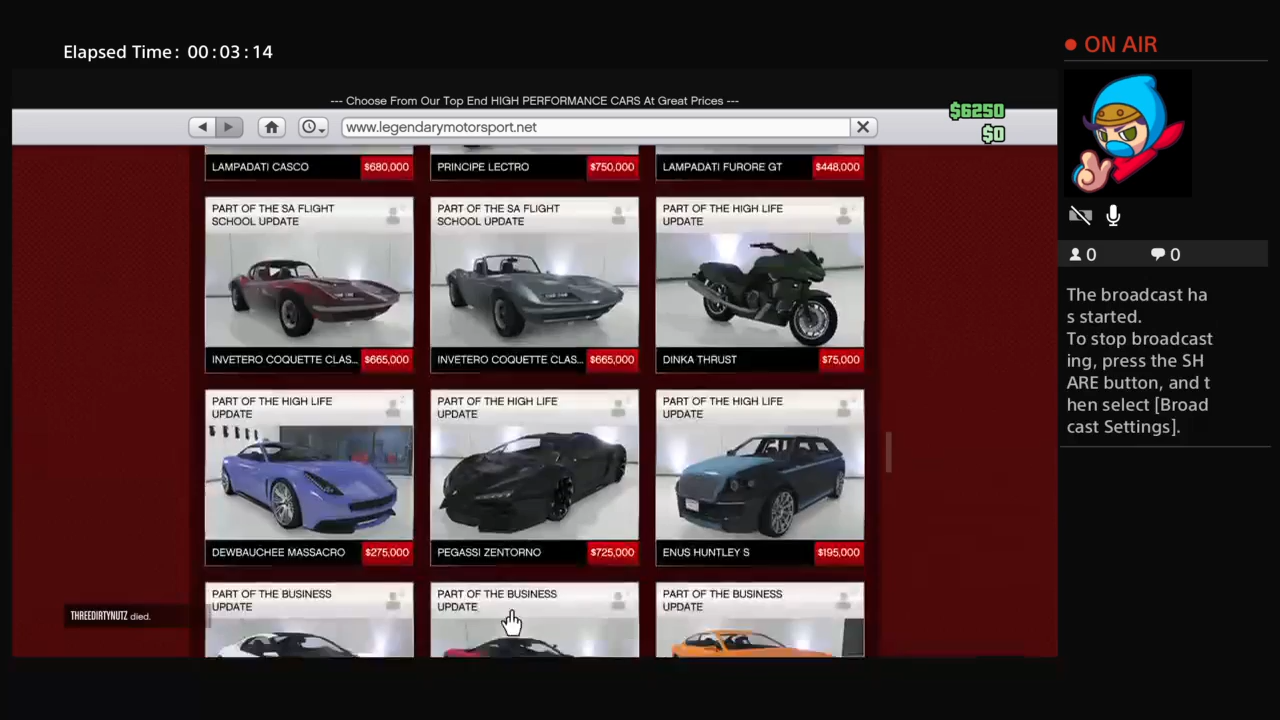 Elapsed Time: 00:03:14
ON AIR
--- Choose From Our Top End HIGH PERFORMANCE CARS At Great Prices ---
$6250
www.legendarymotorsport.net
$0
LAMPADATI CASCO $680,000
PRINCIPE LECTRO $750,000
LAMPADATI FURORE GT $448,000
PART OF THE SA FLIGHT
SCHOOL UPDATE
PART OF THE SA FLIGHT
SCHOOL UPDATE
PART OF THE HIGH LIFE
UPDATE
INVETERO COQUETTE CLAS... $665,000
INVETERO COQUETTE CLAS... $665,000
DINKA THRUST $75,000
PART OF THE HIGH LIFE
UPDATE
PART OF THE HIGH LIFE
UPDATE
PART OF THE HIGH LIFE
UPDATE
DEWBAUCHEE MASSACRO $275,000
PEGASSI ZENTORNO $725,000
ENUS HUNTLEY S $195,000
PART OF THE BUSINESS
UPDATE
PART OF THE BUSINESS
UPDATE
PART OF THE BUSINESS
UPDATE
THREEDIRTYNUTZ died.
0 0
The broadcast ha
s started.
To stop broadcast
ing, press the SH
ARE button, and t
hen select [Broad
cast Settings].